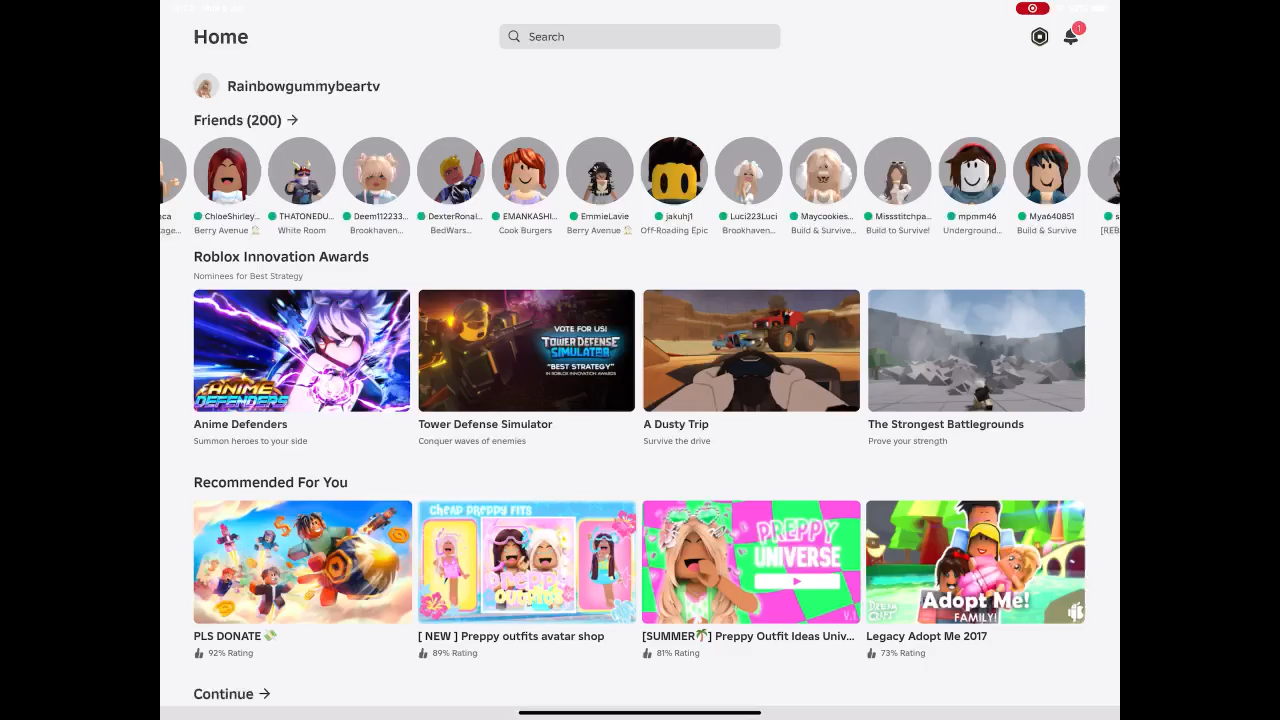 Home
Search
1
Rainbowgummybeartv
Friends (200)
ChloeShirley... THATONEDU... Deem112233... DexterRonal... EMANKASHI... EmmieLavie jakuhj1 Luci223Luci Maycookies... Missstitchpa... mpmm46 Mya640851
Berry Avenue White Room Brookhaven... BedWars... Cook Burgers Berry Avenue Off-Roading Epic Brookhaven... Build & Survive... Build to Survive! Underground... Build & Survive
Roblox Innovation Awards
Nominees for Best Strategy
ANIME
DEFENDERS
VOTE FOR US!
TOWER DEFENSE
SIMULATOR
"BEST STRATEGY"
IN ROBLOX INNOVATION AWARDS
Anime Defenders Tower Defense Simulator A Dusty Trip The Strongest Battlegrounds
Summon heroes to your side Conquer waves of enemies Survive the drive Prove your strength
Recommended For You
CHEAP PREPPY FITS
preppy
outfits
PREPPY
UNIVERSE
V.1
Adopt Me!
FAMILY!
DREAM
CRAFT
PLS DONATE [ NEW ] Preppy outfits avatar shop [SUMMER🌴] Preppy Outfit Ideas Univ... Legacy Adopt Me 2017
92% Rating 89% Rating 81% Rating 73% Rating
Continue